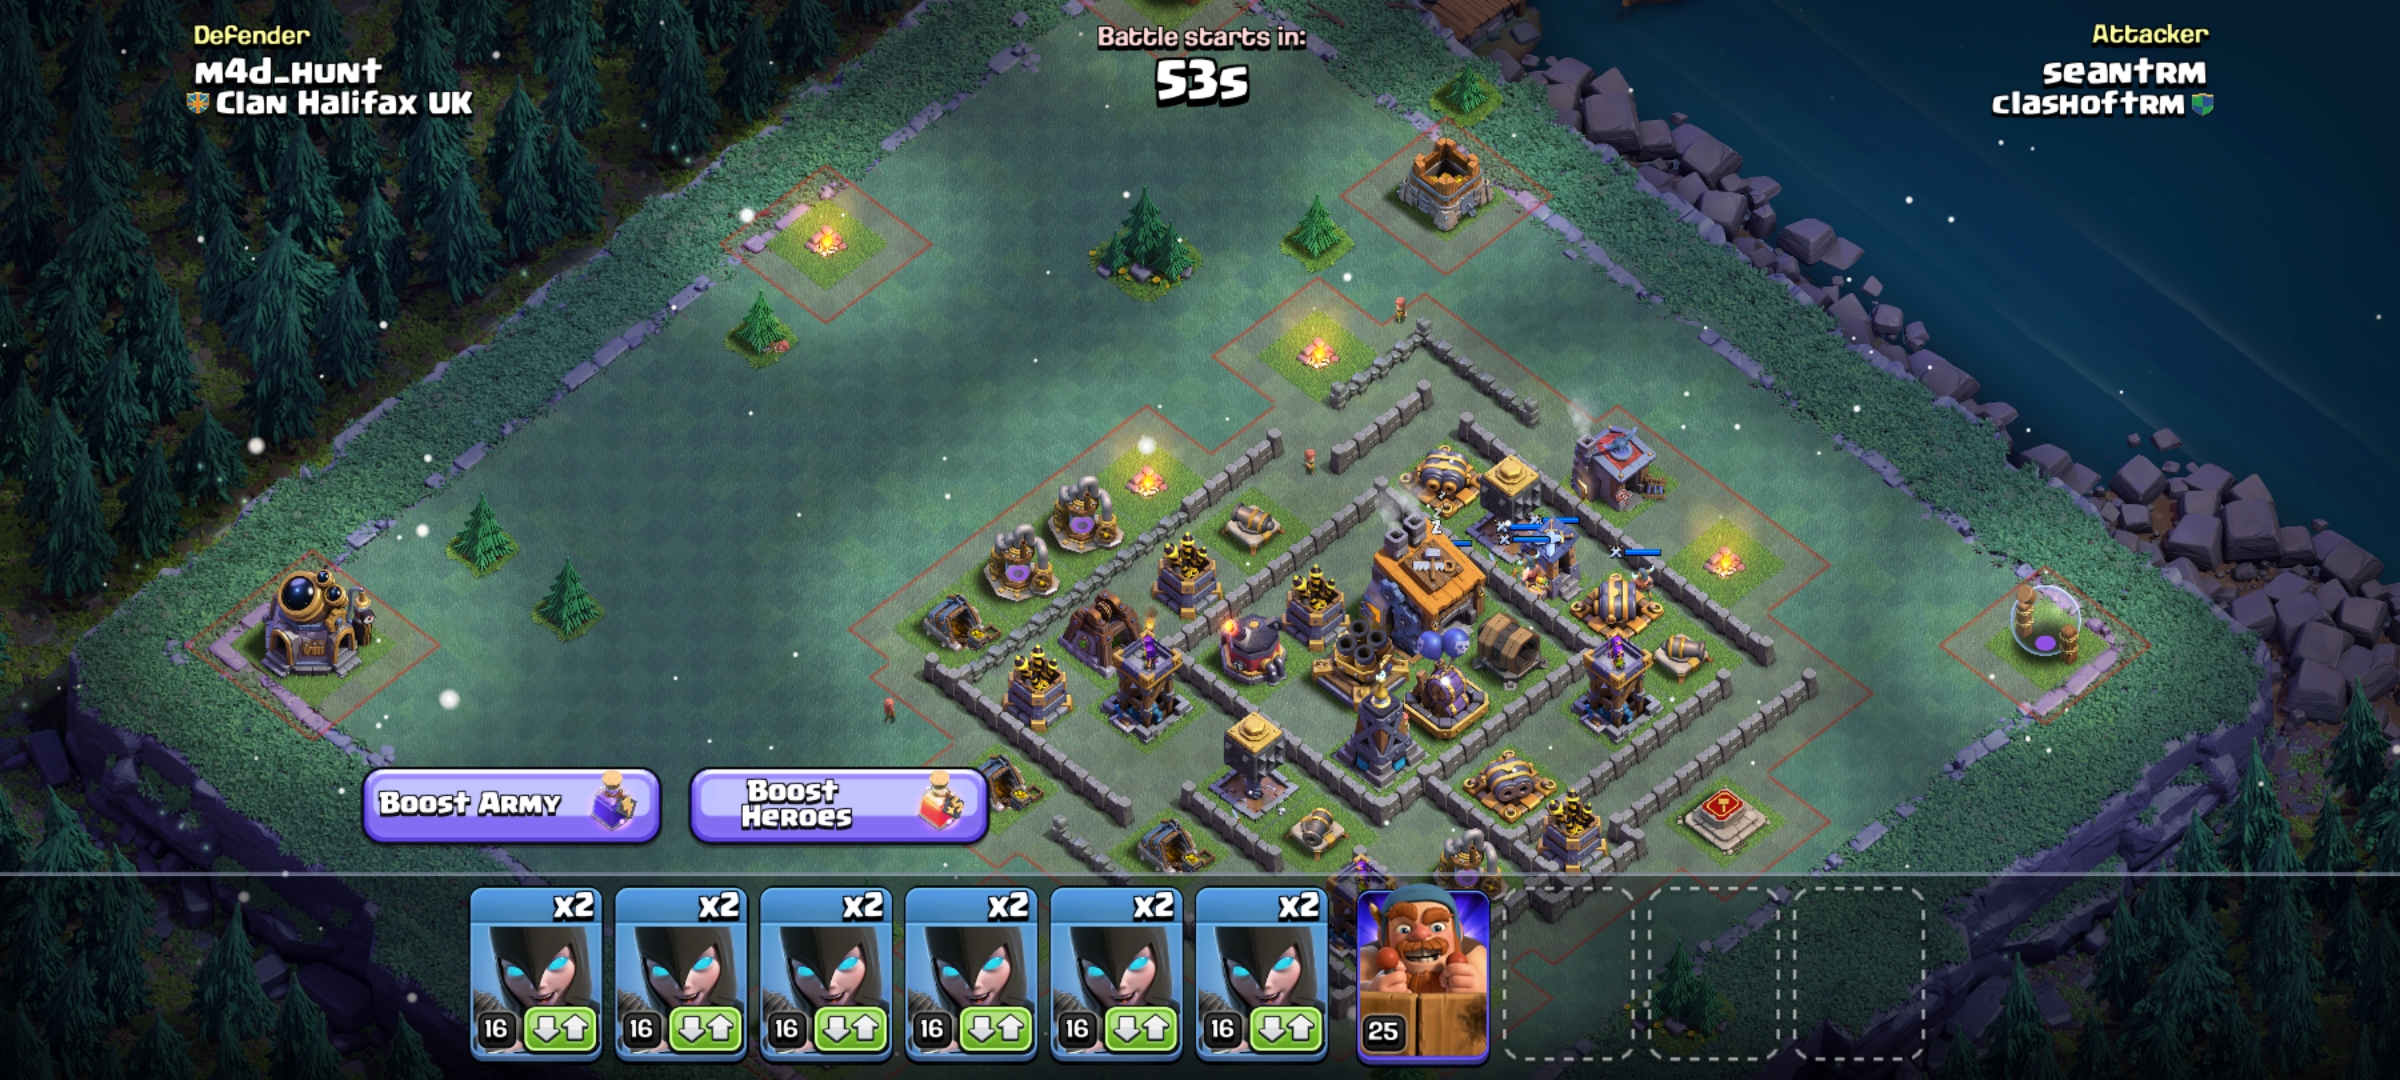 Defender
m4d_hunt
Clan Halifax UK
Battle starts in:
53s
Attacker
seantrm
clashoftrm
z
Boost Army
Boost
Heroes
x2
x2
x2
x2
x2
x2
16
16
16
16
16
16
25